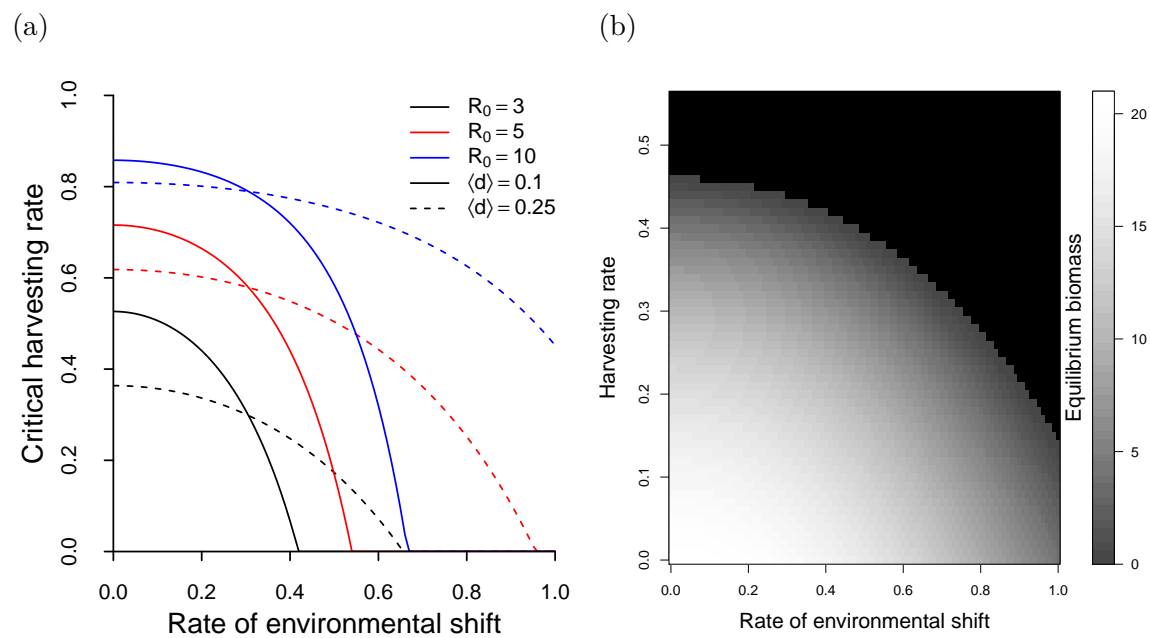 (a)
Critical harvesting rate
1.0
0.8
0.6
0.4
0.2
0.0
R₀ = 3
R₀ = 5
R₀ = 10
⟨d⟩ = 0.1
⟨d⟩ = 0.25
0.0 0.2 0.4 0.6 0.8 1.0
Rate of environmental shift
(b)
Harvesting rate
0.5
0.4
0.3
0.2
0.1
0.0
0.0 0.2 0.4 0.6 0.8 1.0
Rate of environmental shift
Equilibrium biomass
20
15
10
5
0